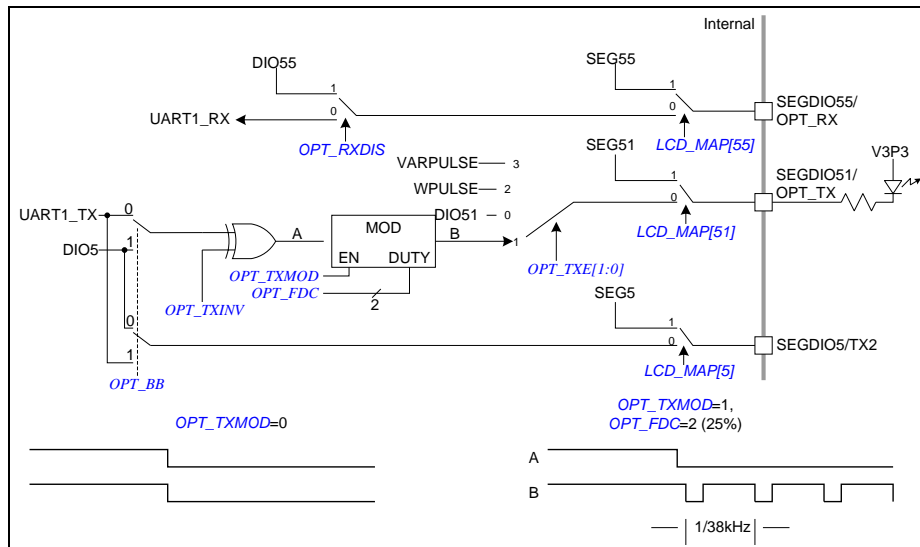 Internal
DIO55
SEG55
1
1
UART1_RX
0
0
SEGDIO55/
OPT_RX
OPT_RXDIS
LCD_MAP[55]
VARPULSE
3
SEG51
V3P3
WPULSE
2
1
SEGDIO51/
OPT_TX
UART1_TX
0
DIO51
0
0
A
MOD
B
1
DIO5
1
EN
DUTY
LCD_MAP[51]
OPT_TXMOD
OPT_TXE[1:0]
OPT_FDC
2
OPT_TXINV
SEG5
0
1
0
SEGDIO5/TX2
1
OPT_BB
LCD_MAP[5]
OPT_TXMOD=0
OPT_TXMOD=1,
OPT_FDC=2 (25%)
A
B
1/38kHz